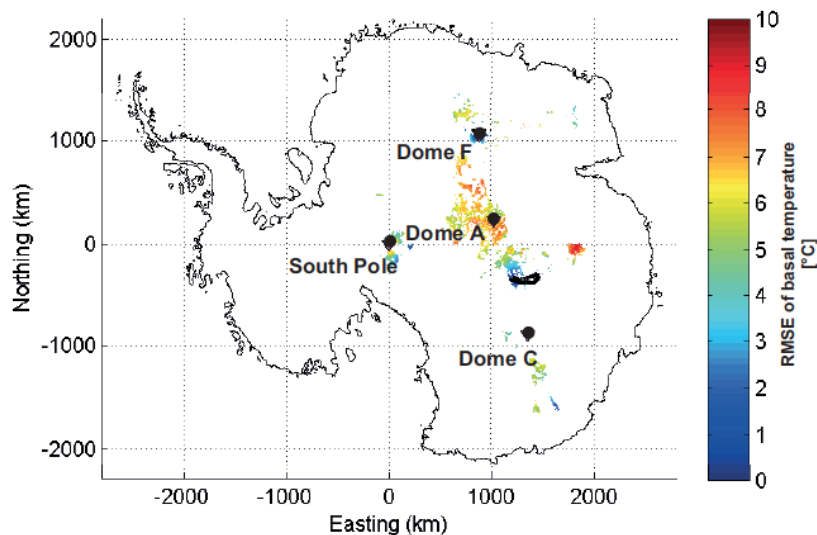 2000
1000
0
-1000
-2000
Northing (km)
-2000 -1000 0 1000 2000
Easting (km)
Dome F
Dome A
South Pole
Dome C
10
9
8
7
6
5
4
3
2
1
0
RMSE of basal temperature
[°C]